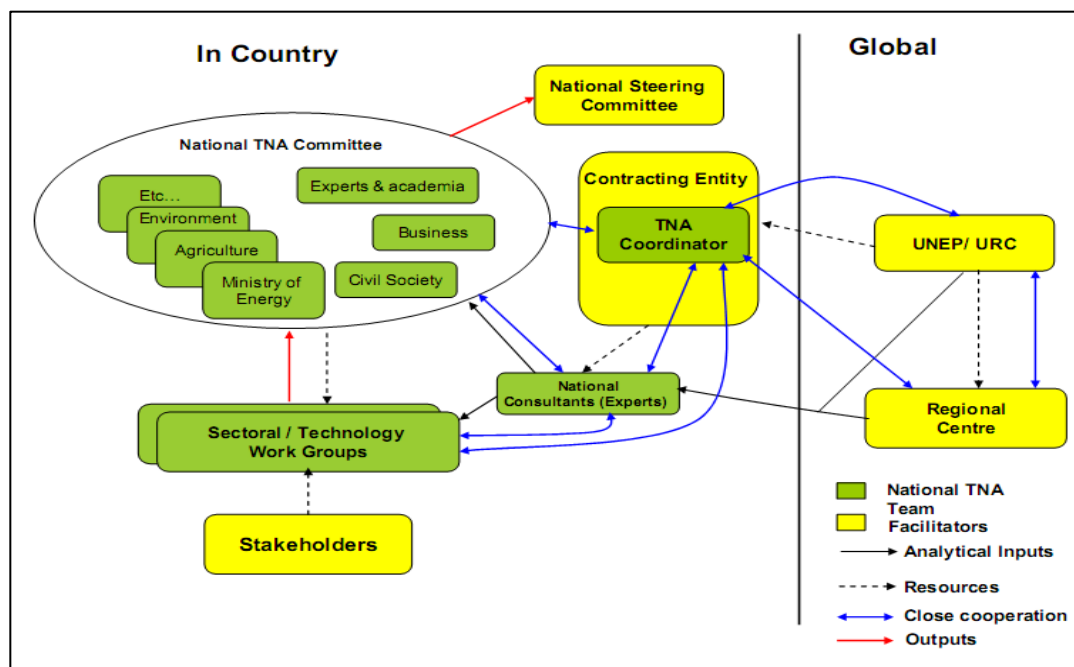 In Country
Global
National Steering
Committee
National TNA Committee
Etc...
Environment
Agriculture
Ministry of
Energy
Experts & academia
Business
Civil Society
Contracting Entity
TNA
Coordinator
UNEP/ URC
National
Consultants (Experts)
Regional
Centre
Sectoral / Technology
Work Groups
Stakeholders
National TNA
Team
Facilitators
Analytical Inputs
Resources
Close cooperation
Outputs